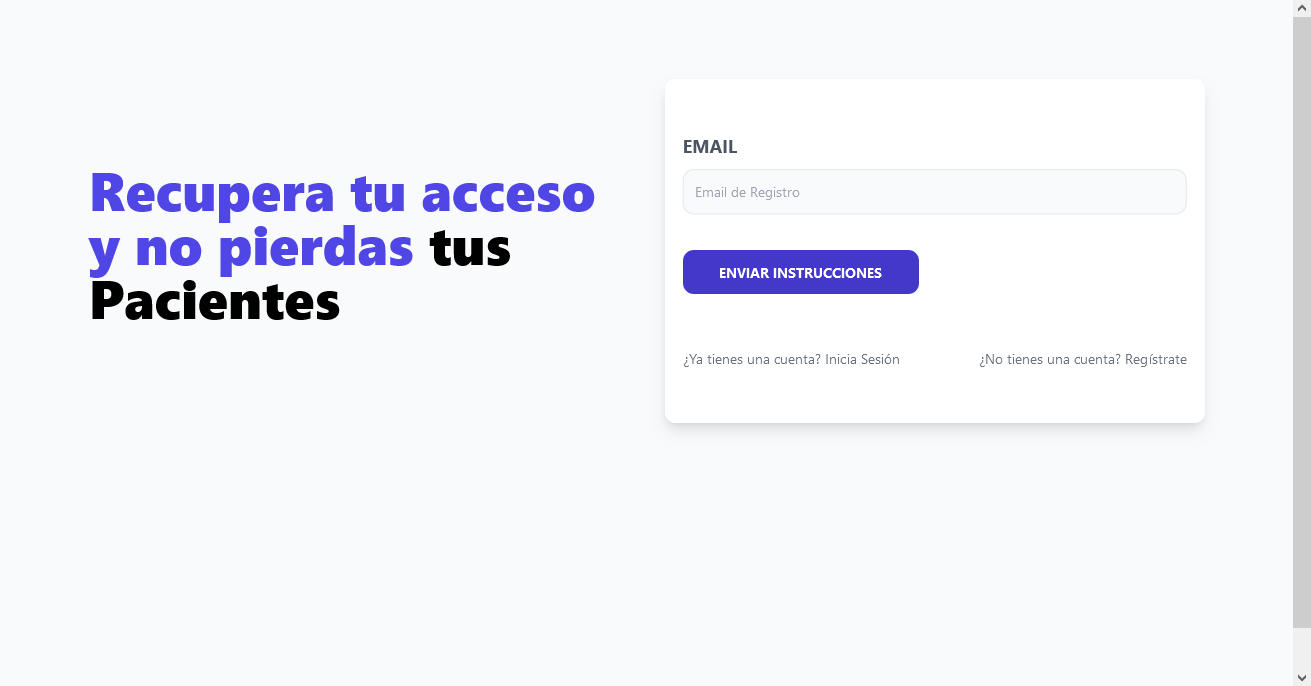 Recupera tu acceso
y no pierdas tus
Pacientes
EMAIL
Email de Registro
ENVIAR INSTRUCCIONES
¿Ya tienes una cuenta? Inicia Sesión
¿No tienes una cuenta? Regístrate